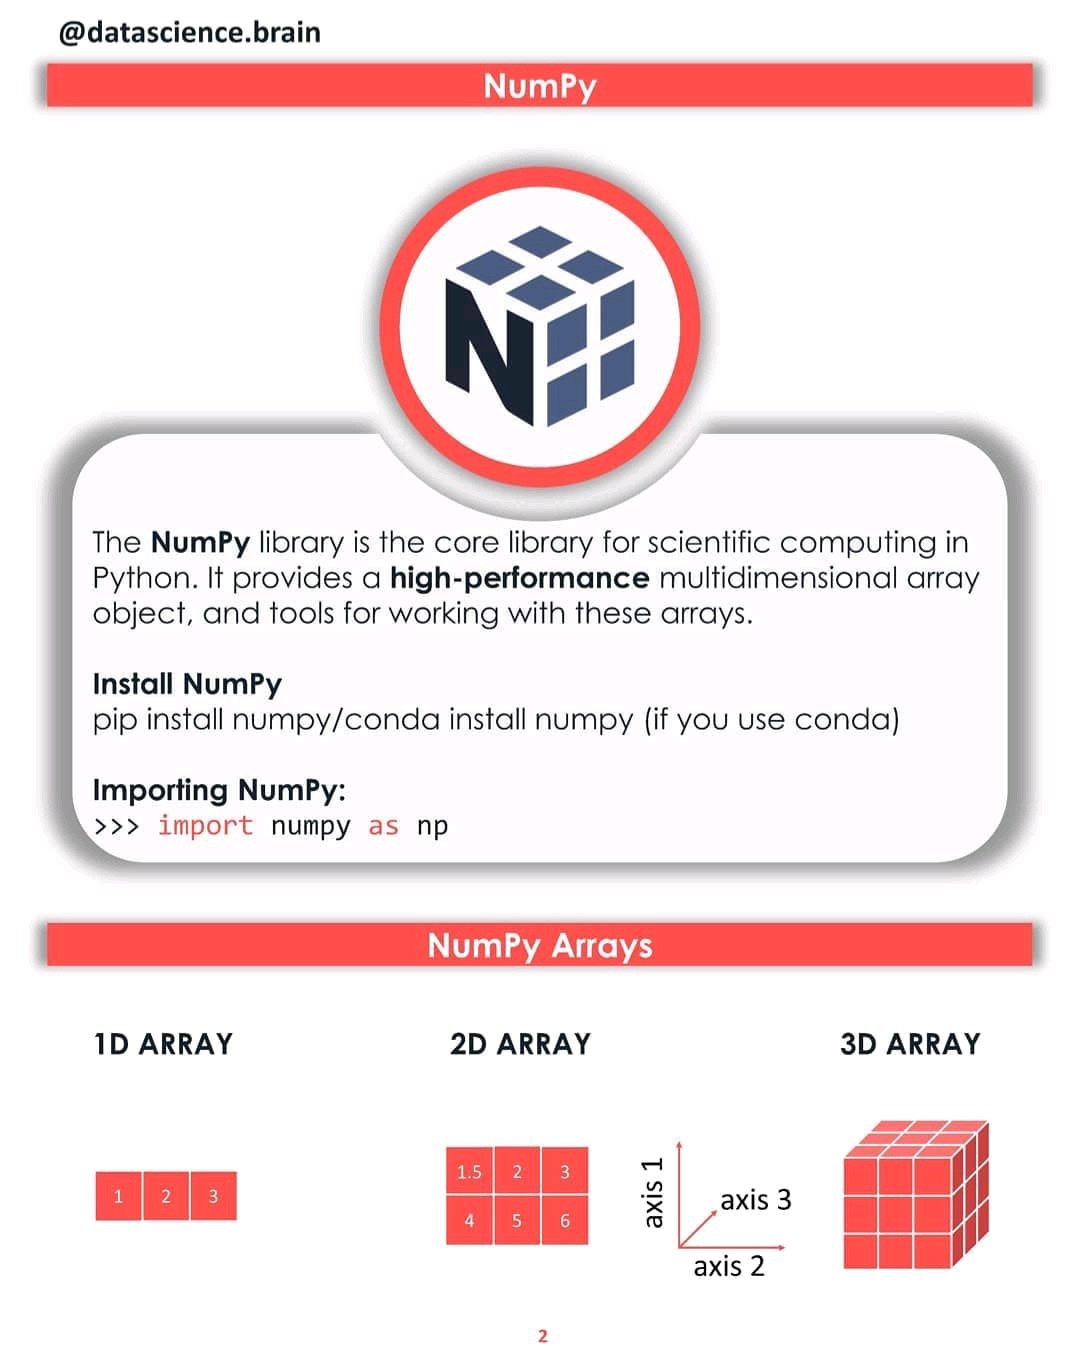 @datascience.brain
NumPy
N
The NumPy library is the core library for scientific computing in
Python. It provides a high-performance multidimensional array
object, and tools for working with these arrays.
Install NumPy
pip install numpy/conda install numpy (if you use conda)
Importing NumPy:
>>> import numpy as np
NumPy Arrays
1D ARRAY
2D ARRAY
3D ARRAY
1 2 3
1.5 2 3
4 5 6
axis 1
axis 3
axis 2
2